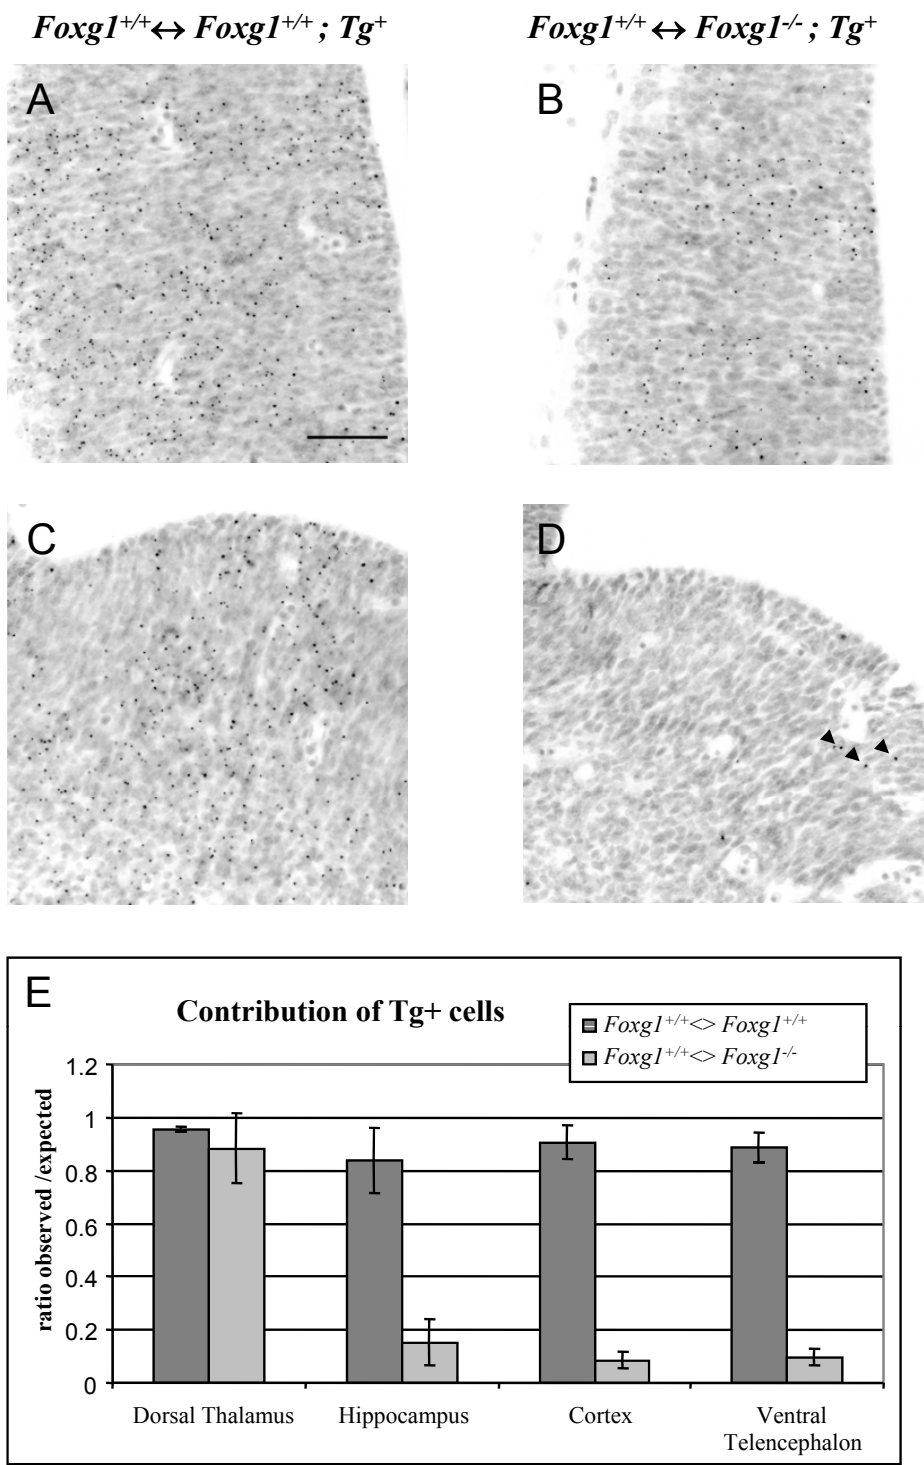 Foxg1+/+↔ Foxg1+/+ ; Tg+
Foxg1+/+ ↔ Foxg1-/- ; Tg+
A
B
C
D
E
Contribution of Tg+ cells
Foxg1+/+<> Foxg1+/+
Foxg1+/+<> Foxg1-/-
ratio observed /expected
1.2
1
0.8
0.6
0.4
0.2
0
Dorsal Thalamus
Hippocampus
Cortex
Ventral
Telencephalon